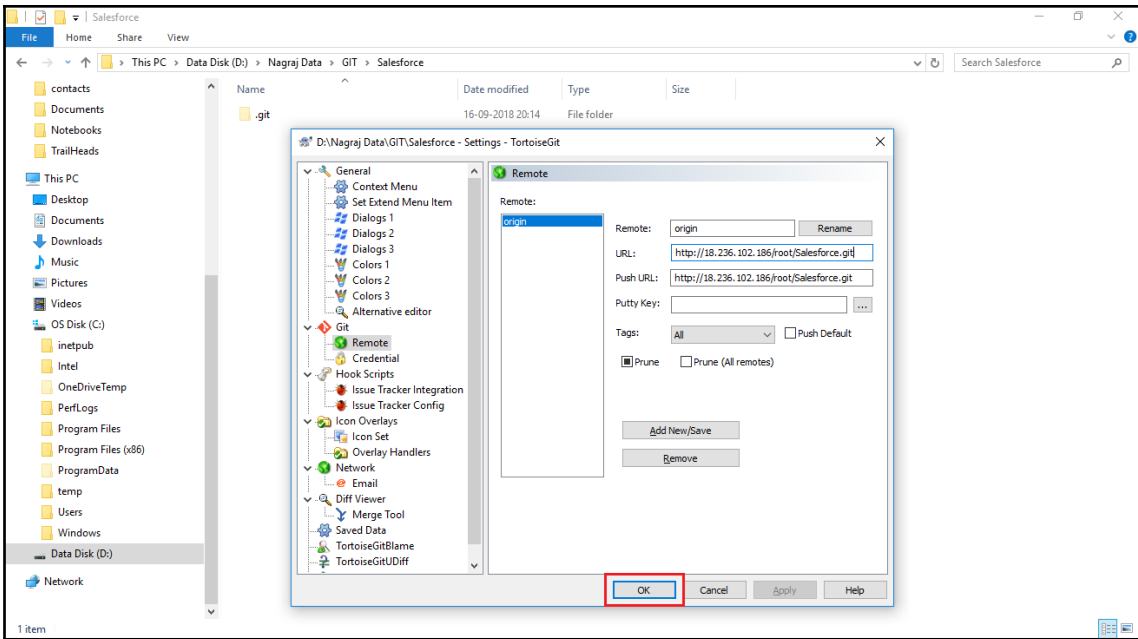 Salesforce
File Home Share View
This PC > Data Disk (D:) > Nagraj Data > GIT > Salesforce
Search Salesforce
Name Date modified Type Size
.git 16-09-2018 20:14 File folder
contacts
Documents
Notebooks
TrailHeads
This PC
Desktop
Documents
Downloads
Music
Pictures
Videos
OS Disk (C:)
inetpub
Intel
OneDriveTemp
PerfLogs
Program Files
Program Files (x86)
ProgramData
temp
Users
Windows
Data Disk (D:)
Network
1 item
D:\Nagraj Data\GIT\Salesforce - Settings - TortoiseGit
General
Context Menu
Set Extend Menu Item
Dialogs 1
Dialogs 2
Dialogs 3
Colors 1
Colors 2
Colors 3
Alternative editor
Git
Remote
Credential
Hook Scripts
Issue Tracker Integration
Issue Tracker Config
Icon Overlays
Icon Set
Overlay Handlers
Network
Email
Diff Viewer
Merge Tool
Saved Data
TortoiseGitBlame
TortoiseGitUDiff
Remote
Remote:
origin
Remote: origin Rename
URL: http://18.236.102.186/root/Salesforce.git
Push URL: http://18.236.102.186/root/Salesforce.git
Putty Key: ...
Tags: All Push Default
Prune Prune (All remotes)
Add New/Save
Remove
OK Cancel Apply Help